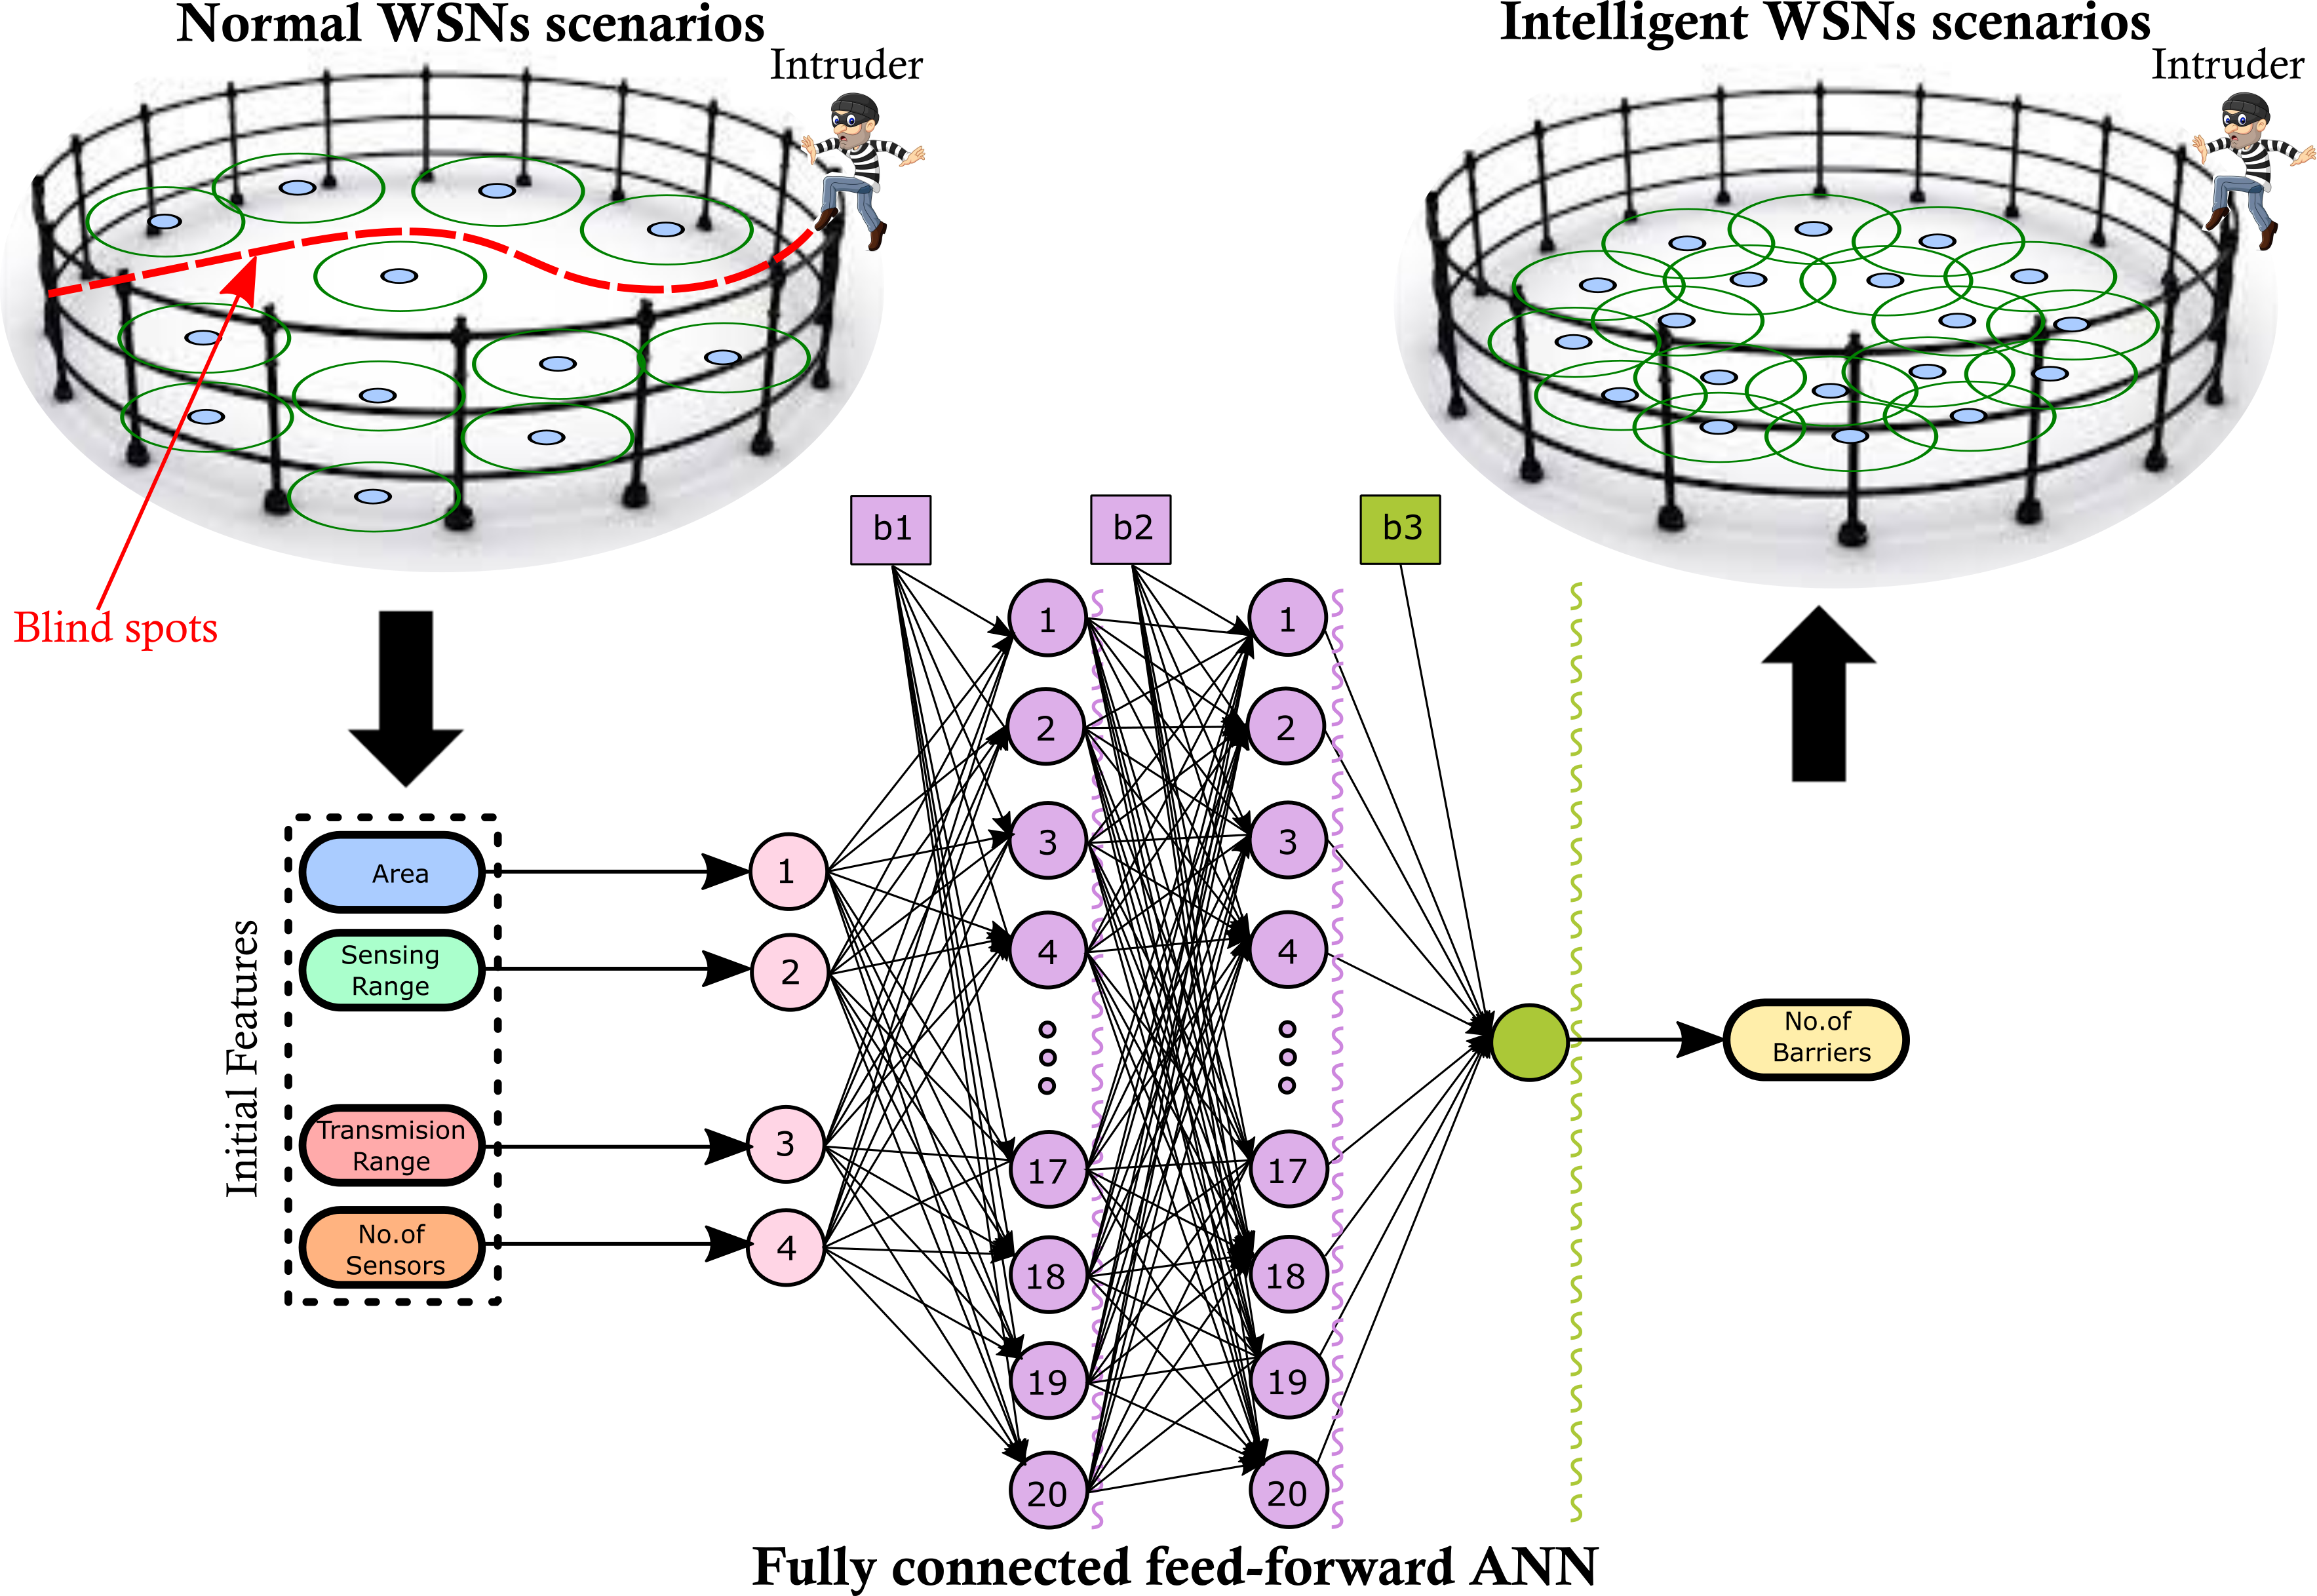 Normal WSNs scenarios
Intruder
Intelligent WSNs scenarios
Intruder
Blind spots
b1
b2
b3
Initial Features
Area
Sensing
Range
Transmision
Range
No.of
Sensors
1
2
3
4
1
2
3
4
17
18
19
20
1
2
3
4
17
18
19
20
No.of
Barriers
Fully connected feed-forward ANN